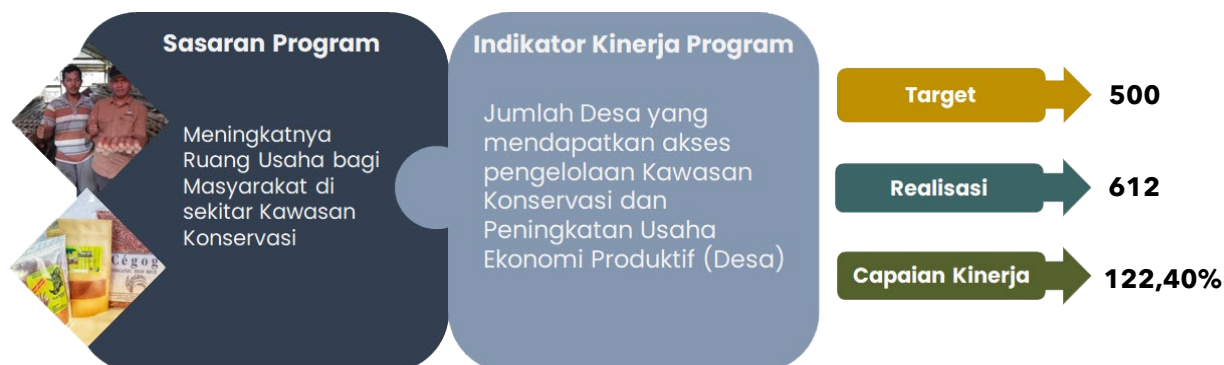 Sasaran Program
Meningkatnya
Ruang Usaha bagi
Masyarakat di
sekitar Kawasan
Konservasi
Cégog
Indikator Kinerja Program
Jumlah Desa yang
mendapatkan akses
pengelolaan Kawasan
Konservasi dan
Peningkatan Usaha
Ekonomi Produktif (Desa)
Target 500
Realisasi 612
Capaian Kinerja 122,40%